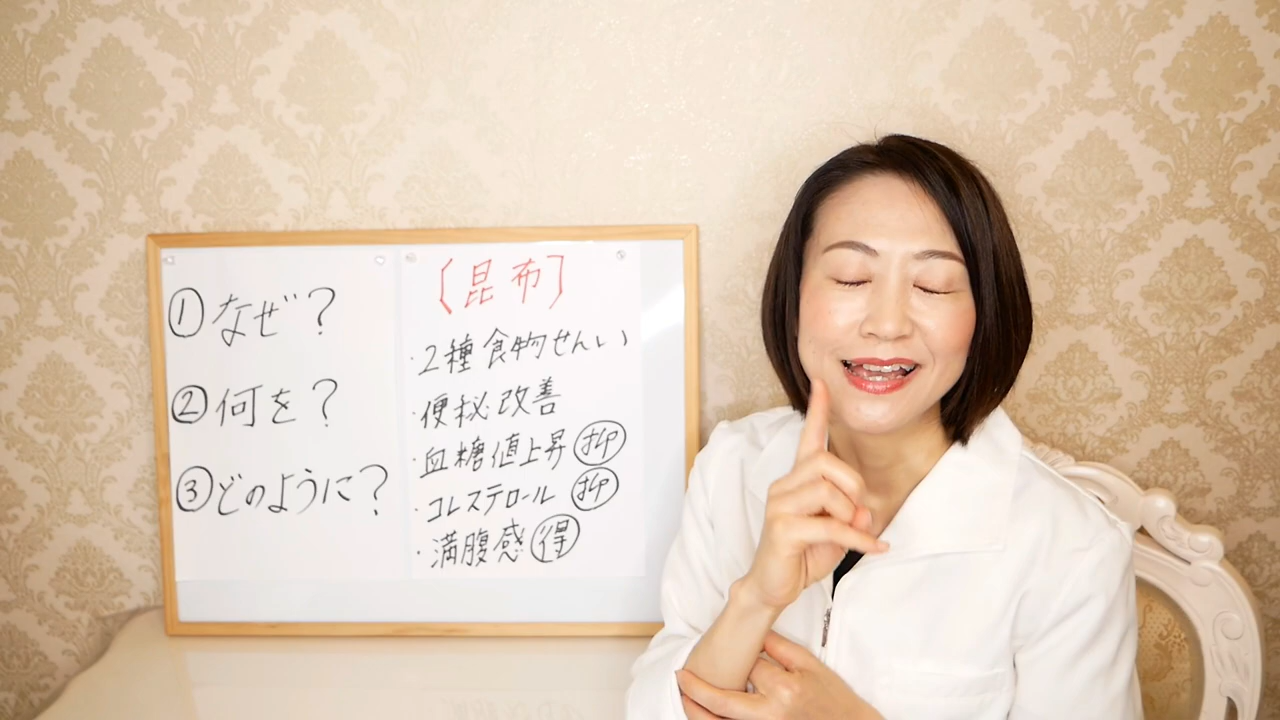 ①なぜ？
②何を？
③どのように？
〔昆布〕
・2種食物せんい
・便秘改善
・血糖値上昇㊥抑
・コレステロール 抑
・満腹感 得